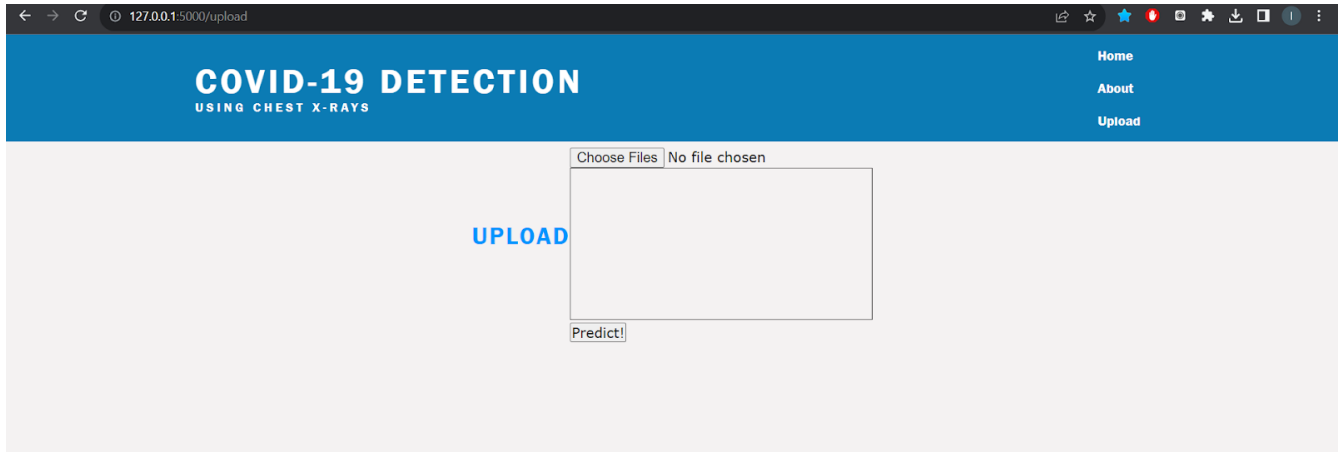 127.0.0.1:5000/upload
COVID-19 DETECTION
USING CHEST X-RAYS
Home
About
Upload
Choose Files No file chosen
UPLOAD
Predict!
I